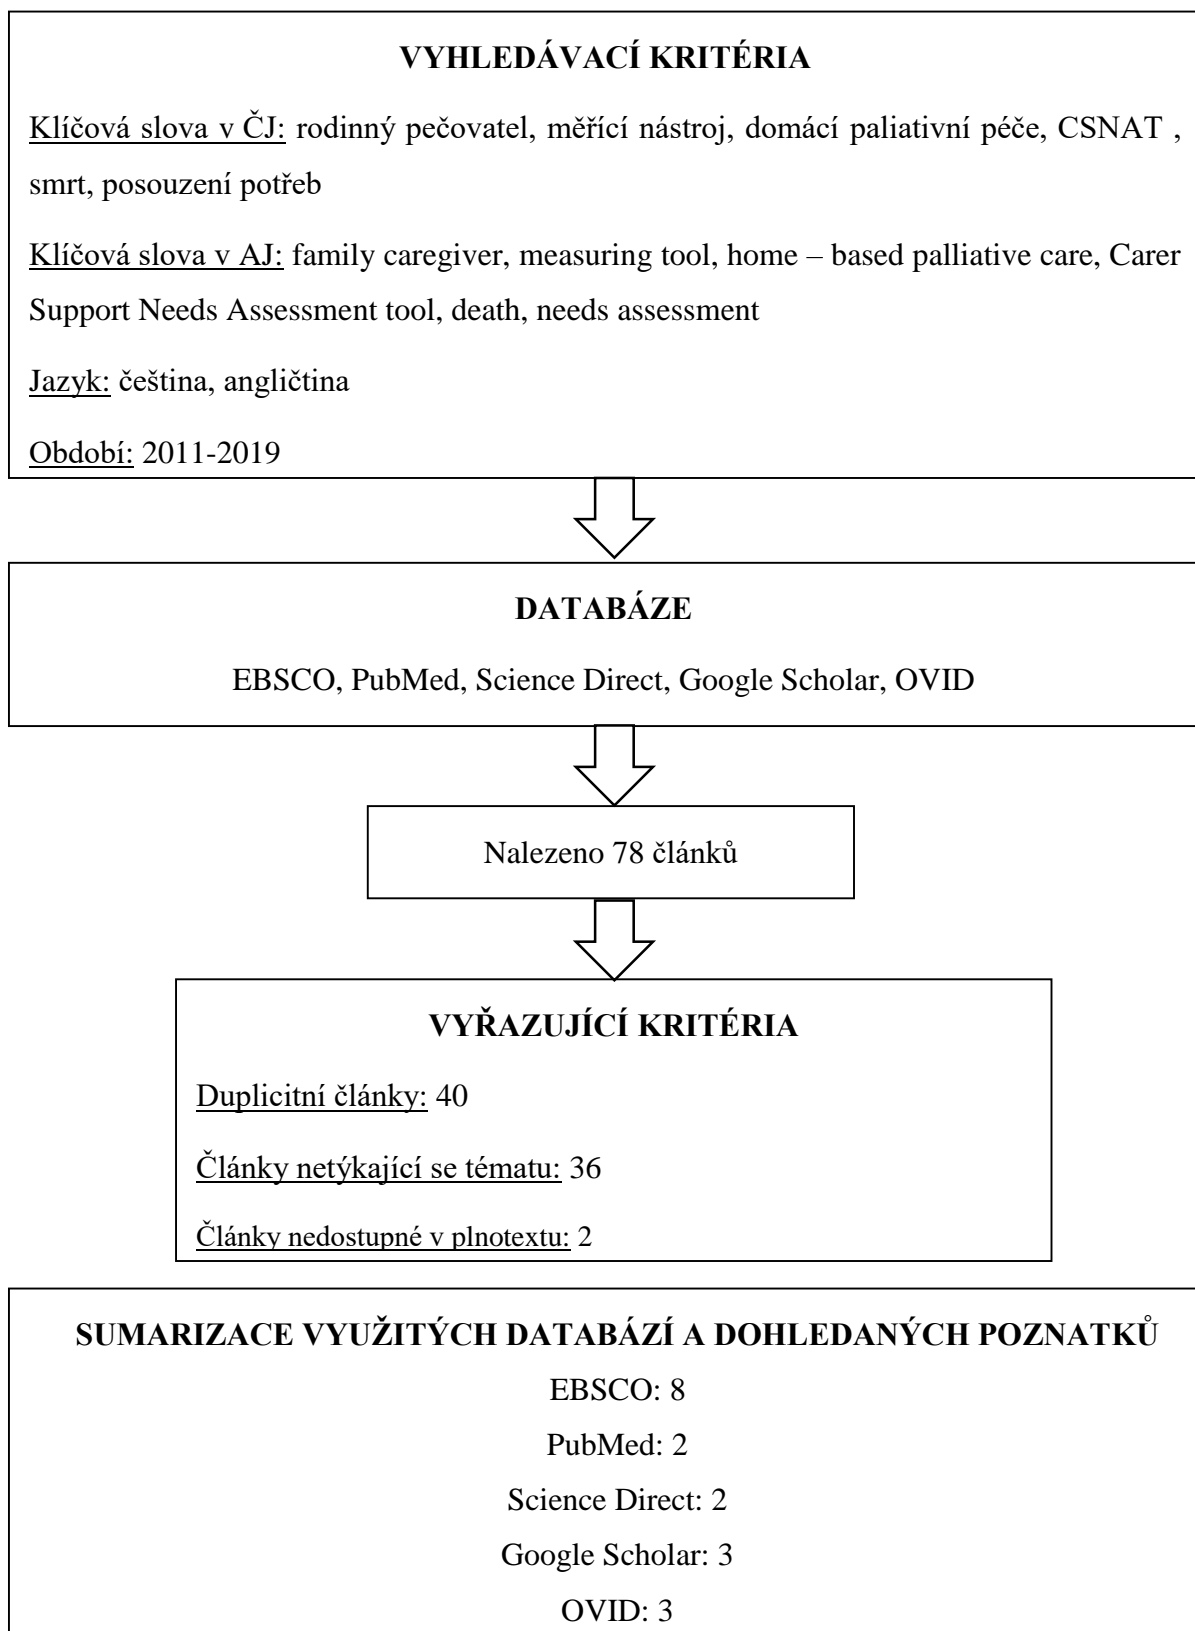 VYHLEDÁVACÍ KRITÉRIA
Klíčová slova v ČJ: rodinný pečovatel, měřící nástroj, domácí paliativní péče, CSNAT ,
smrt, posouzení potřeb
Klíčová slova v AJ: family caregiver, measuring tool, home – based palliative care, Carer
Support Needs Assessment tool, death, needs assessment
Jazyk: čeština, angličtina
Období: 2011-2019
DATABÁZE
EBSCO, PubMed, Science Direct, Google Scholar, OVID
Nalezeno 78 článků
VYŘAZUJÍCÍ KRITÉRIA
Duplicitní články: 40
Články netýkající se tématu: 36
Články nedostupné v plnotextu: 2
SUMARIZACE VYUŽITÝCH DATABÁZÍ A DOHLEDANÝCH POZNATKŮ
EBSCO: 8
PubMed: 2
Science Direct: 2
Google Scholar: 3
OVID: 3